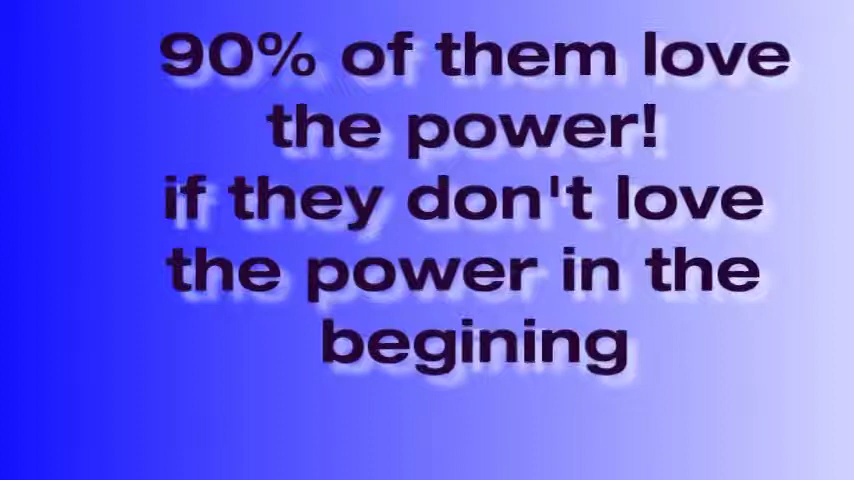 90% of them love
the power!
if they don't love
the power in the
begining